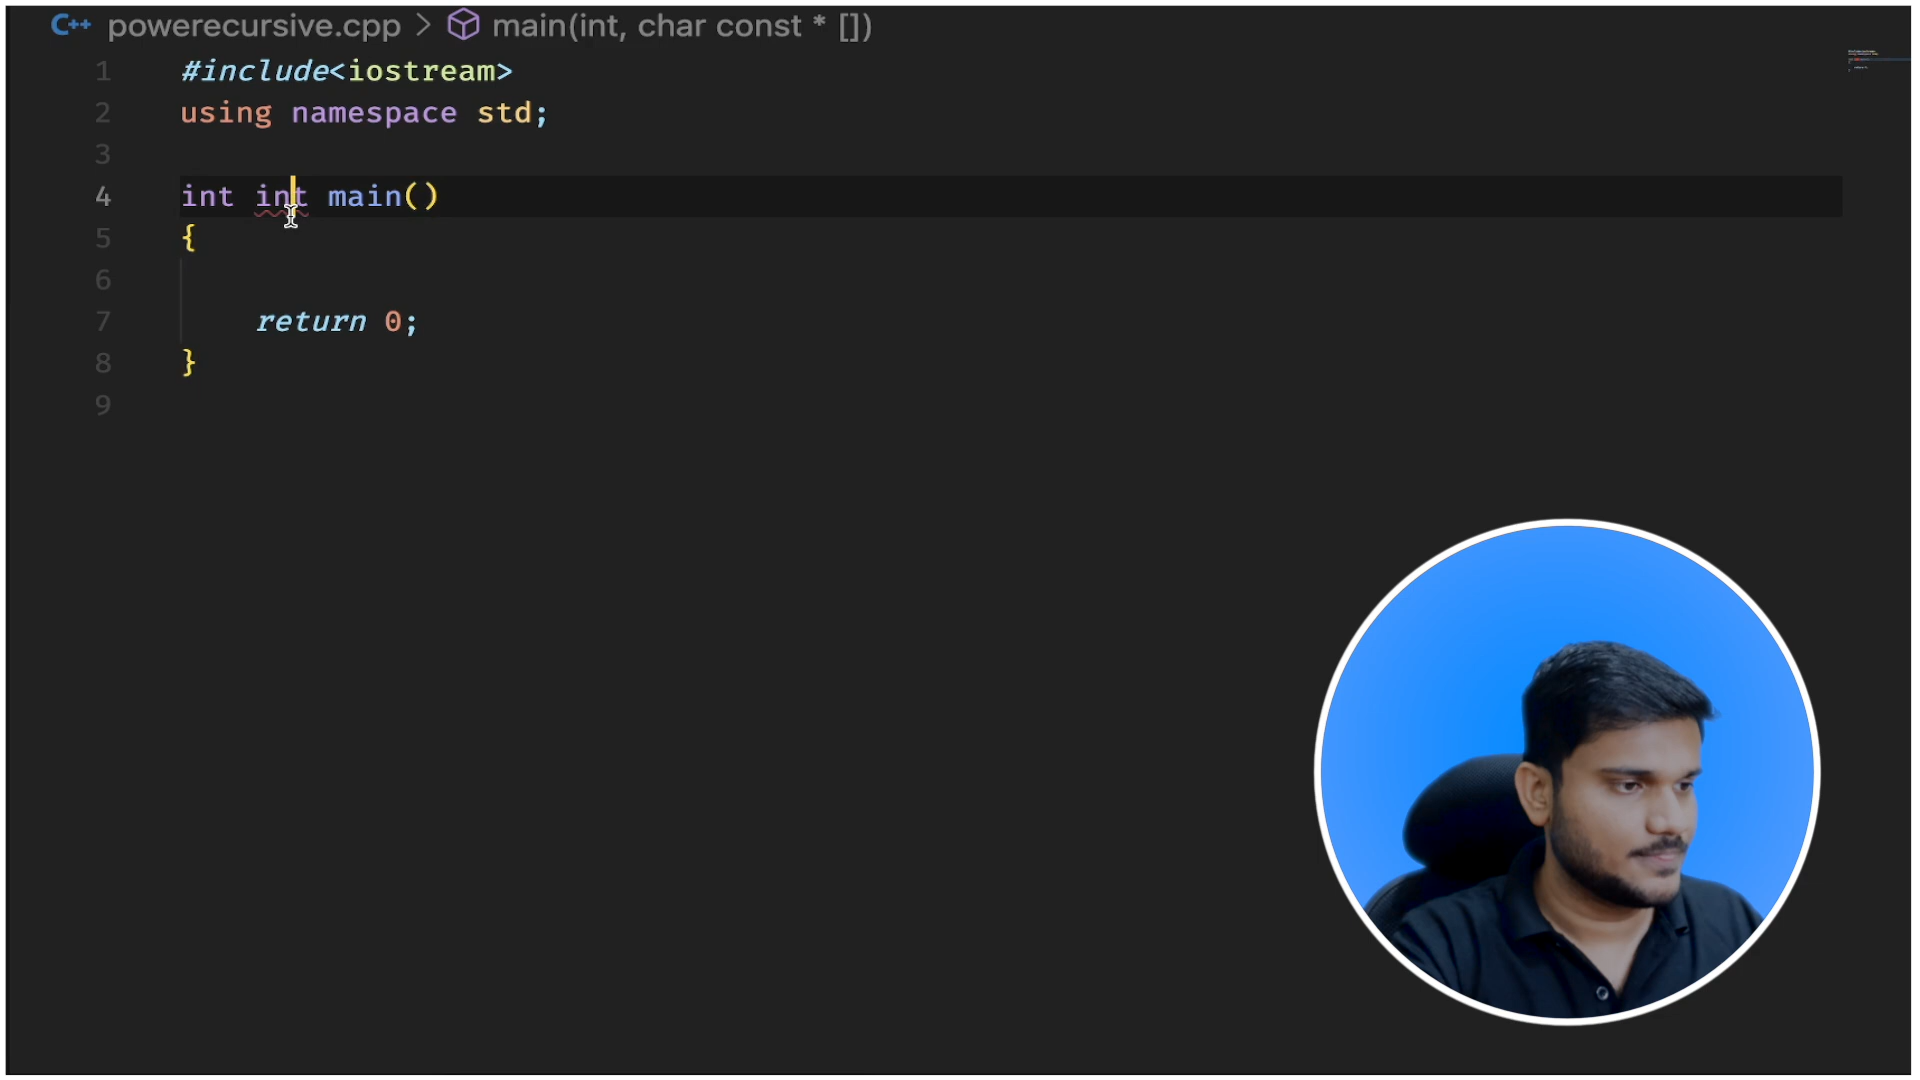 C++ powerecursive.cpp > main(int, char const * [])
1 #include<iostream>
2 using namespace std;
3
4 int int main()
5 {
6
7 return 0;
8 }
9